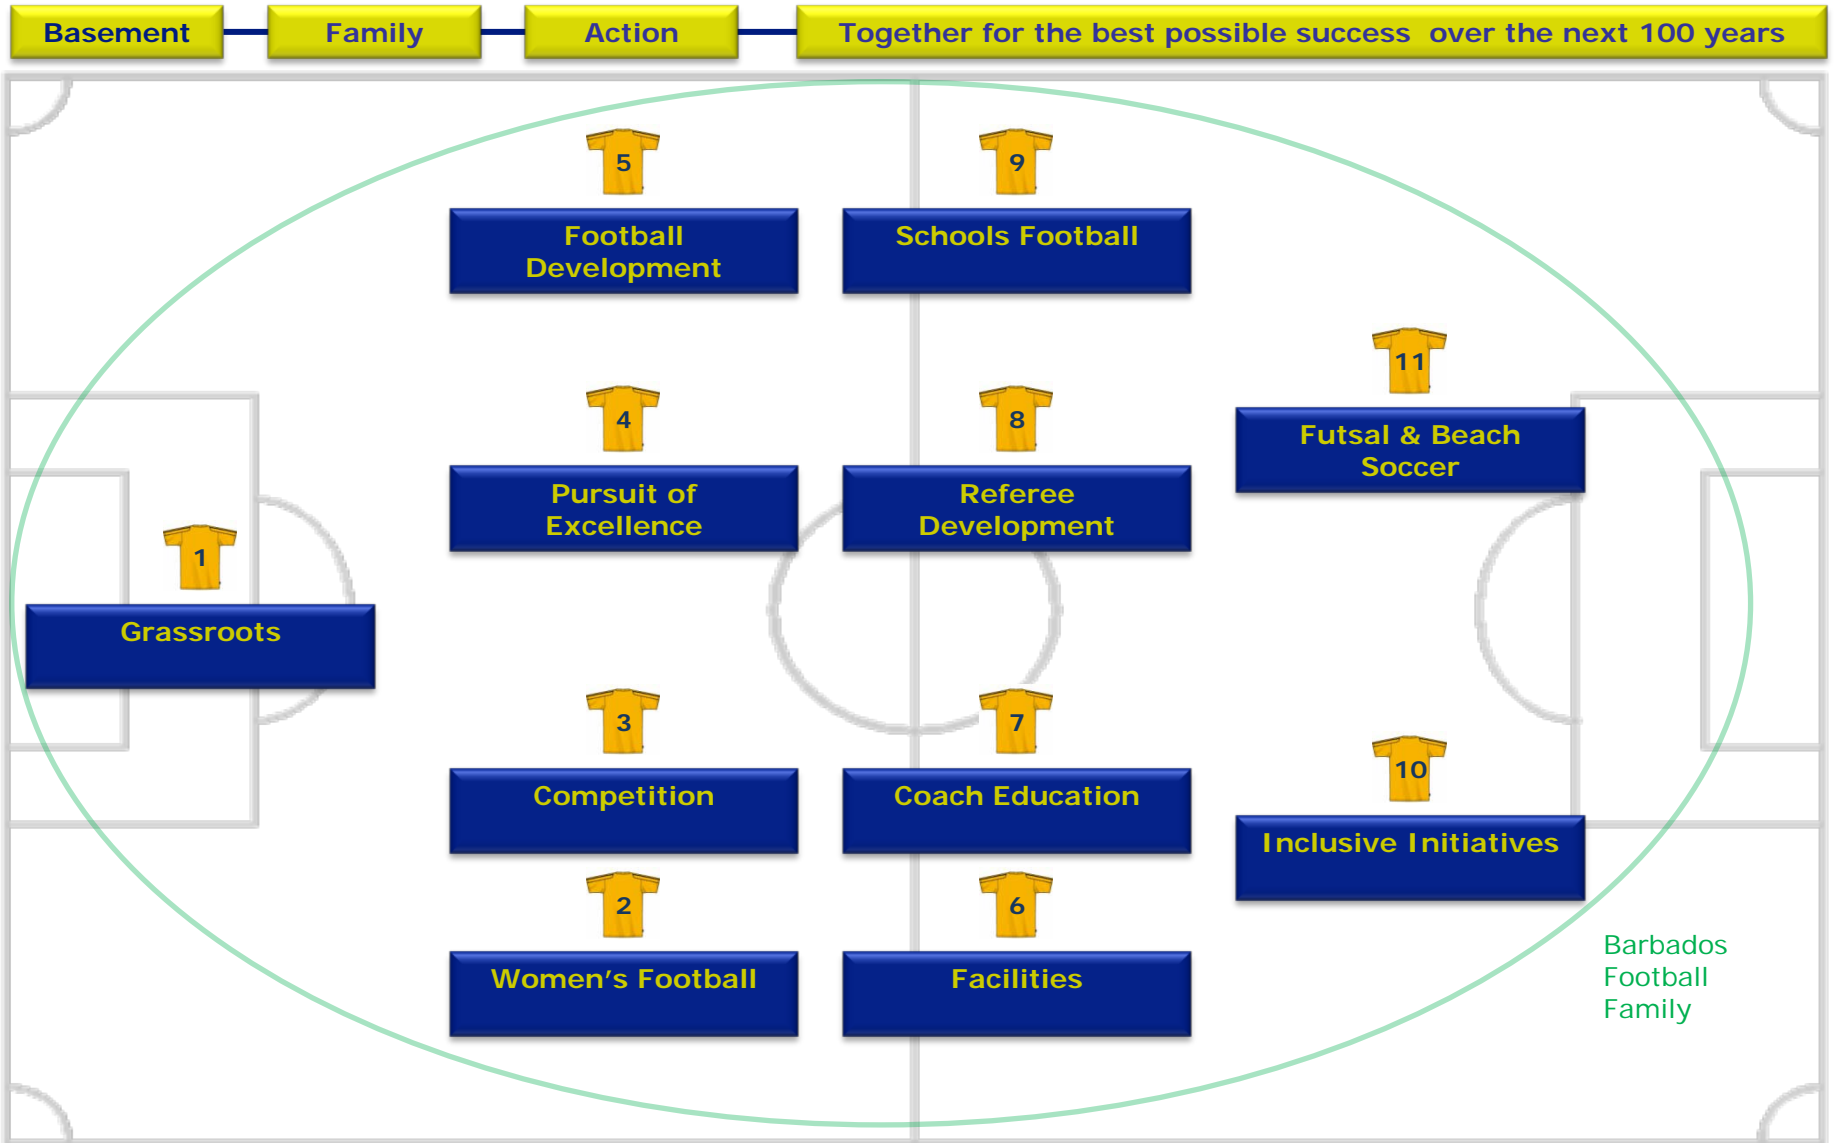 Basement
Family
Action
Together for the best possible success over the next 100 years
5
Football
Development
9
Schools Football
11
Futsal & Beach
Soccer
4
Pursuit of
Excellence
8
Referee
Development
1
Grassroots
3
Competition
7
Coach Education
10
Inclusive Initiatives
2
Women’s Football
6
Facilities
Barbados
Football
Family